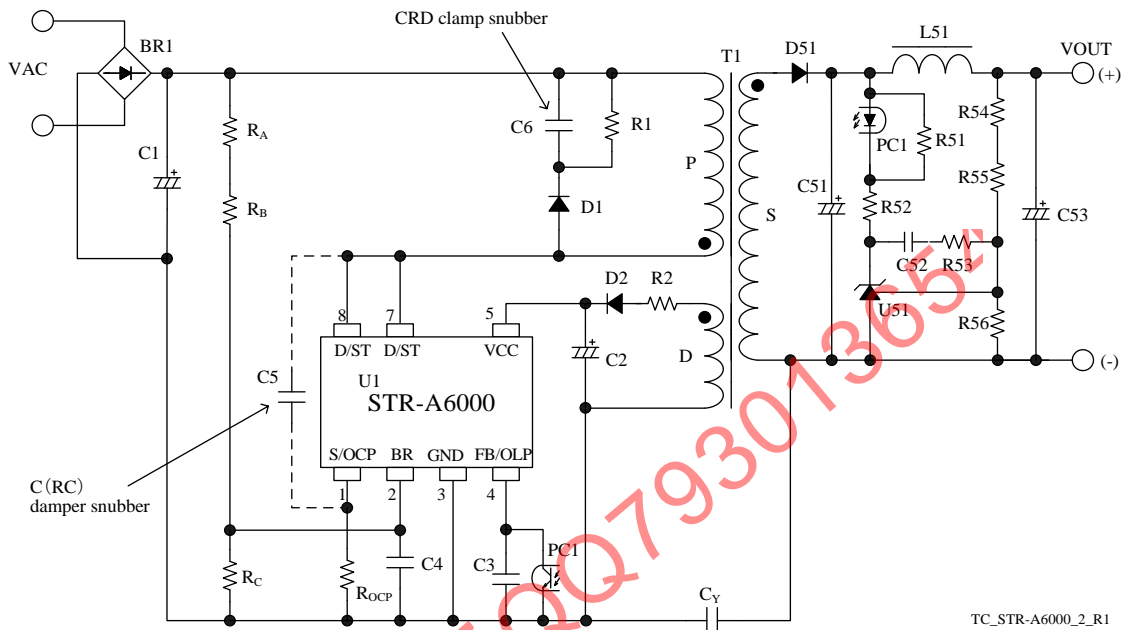 CRD clamp snubber
VAC
BR1
C1
RA
RB
C6
R1
D1
T1
P
S
D51
L51
VOUT
(+)
PC1
R51
R54
R55
C51
R52
C53
C52
R53
U51
R56
(-)
D2
R2
C2
D
8
7
5
D/ST
D/ST
VCC
U1
STR-A6000
S/OCP
BR
GND
FB/OLP
1
2
3
4
C5
C(RC)
damper snubber
RC
ROCP
C4
C3
PC1
CY
TC_STR-A6000_2_R1
QQ793013654